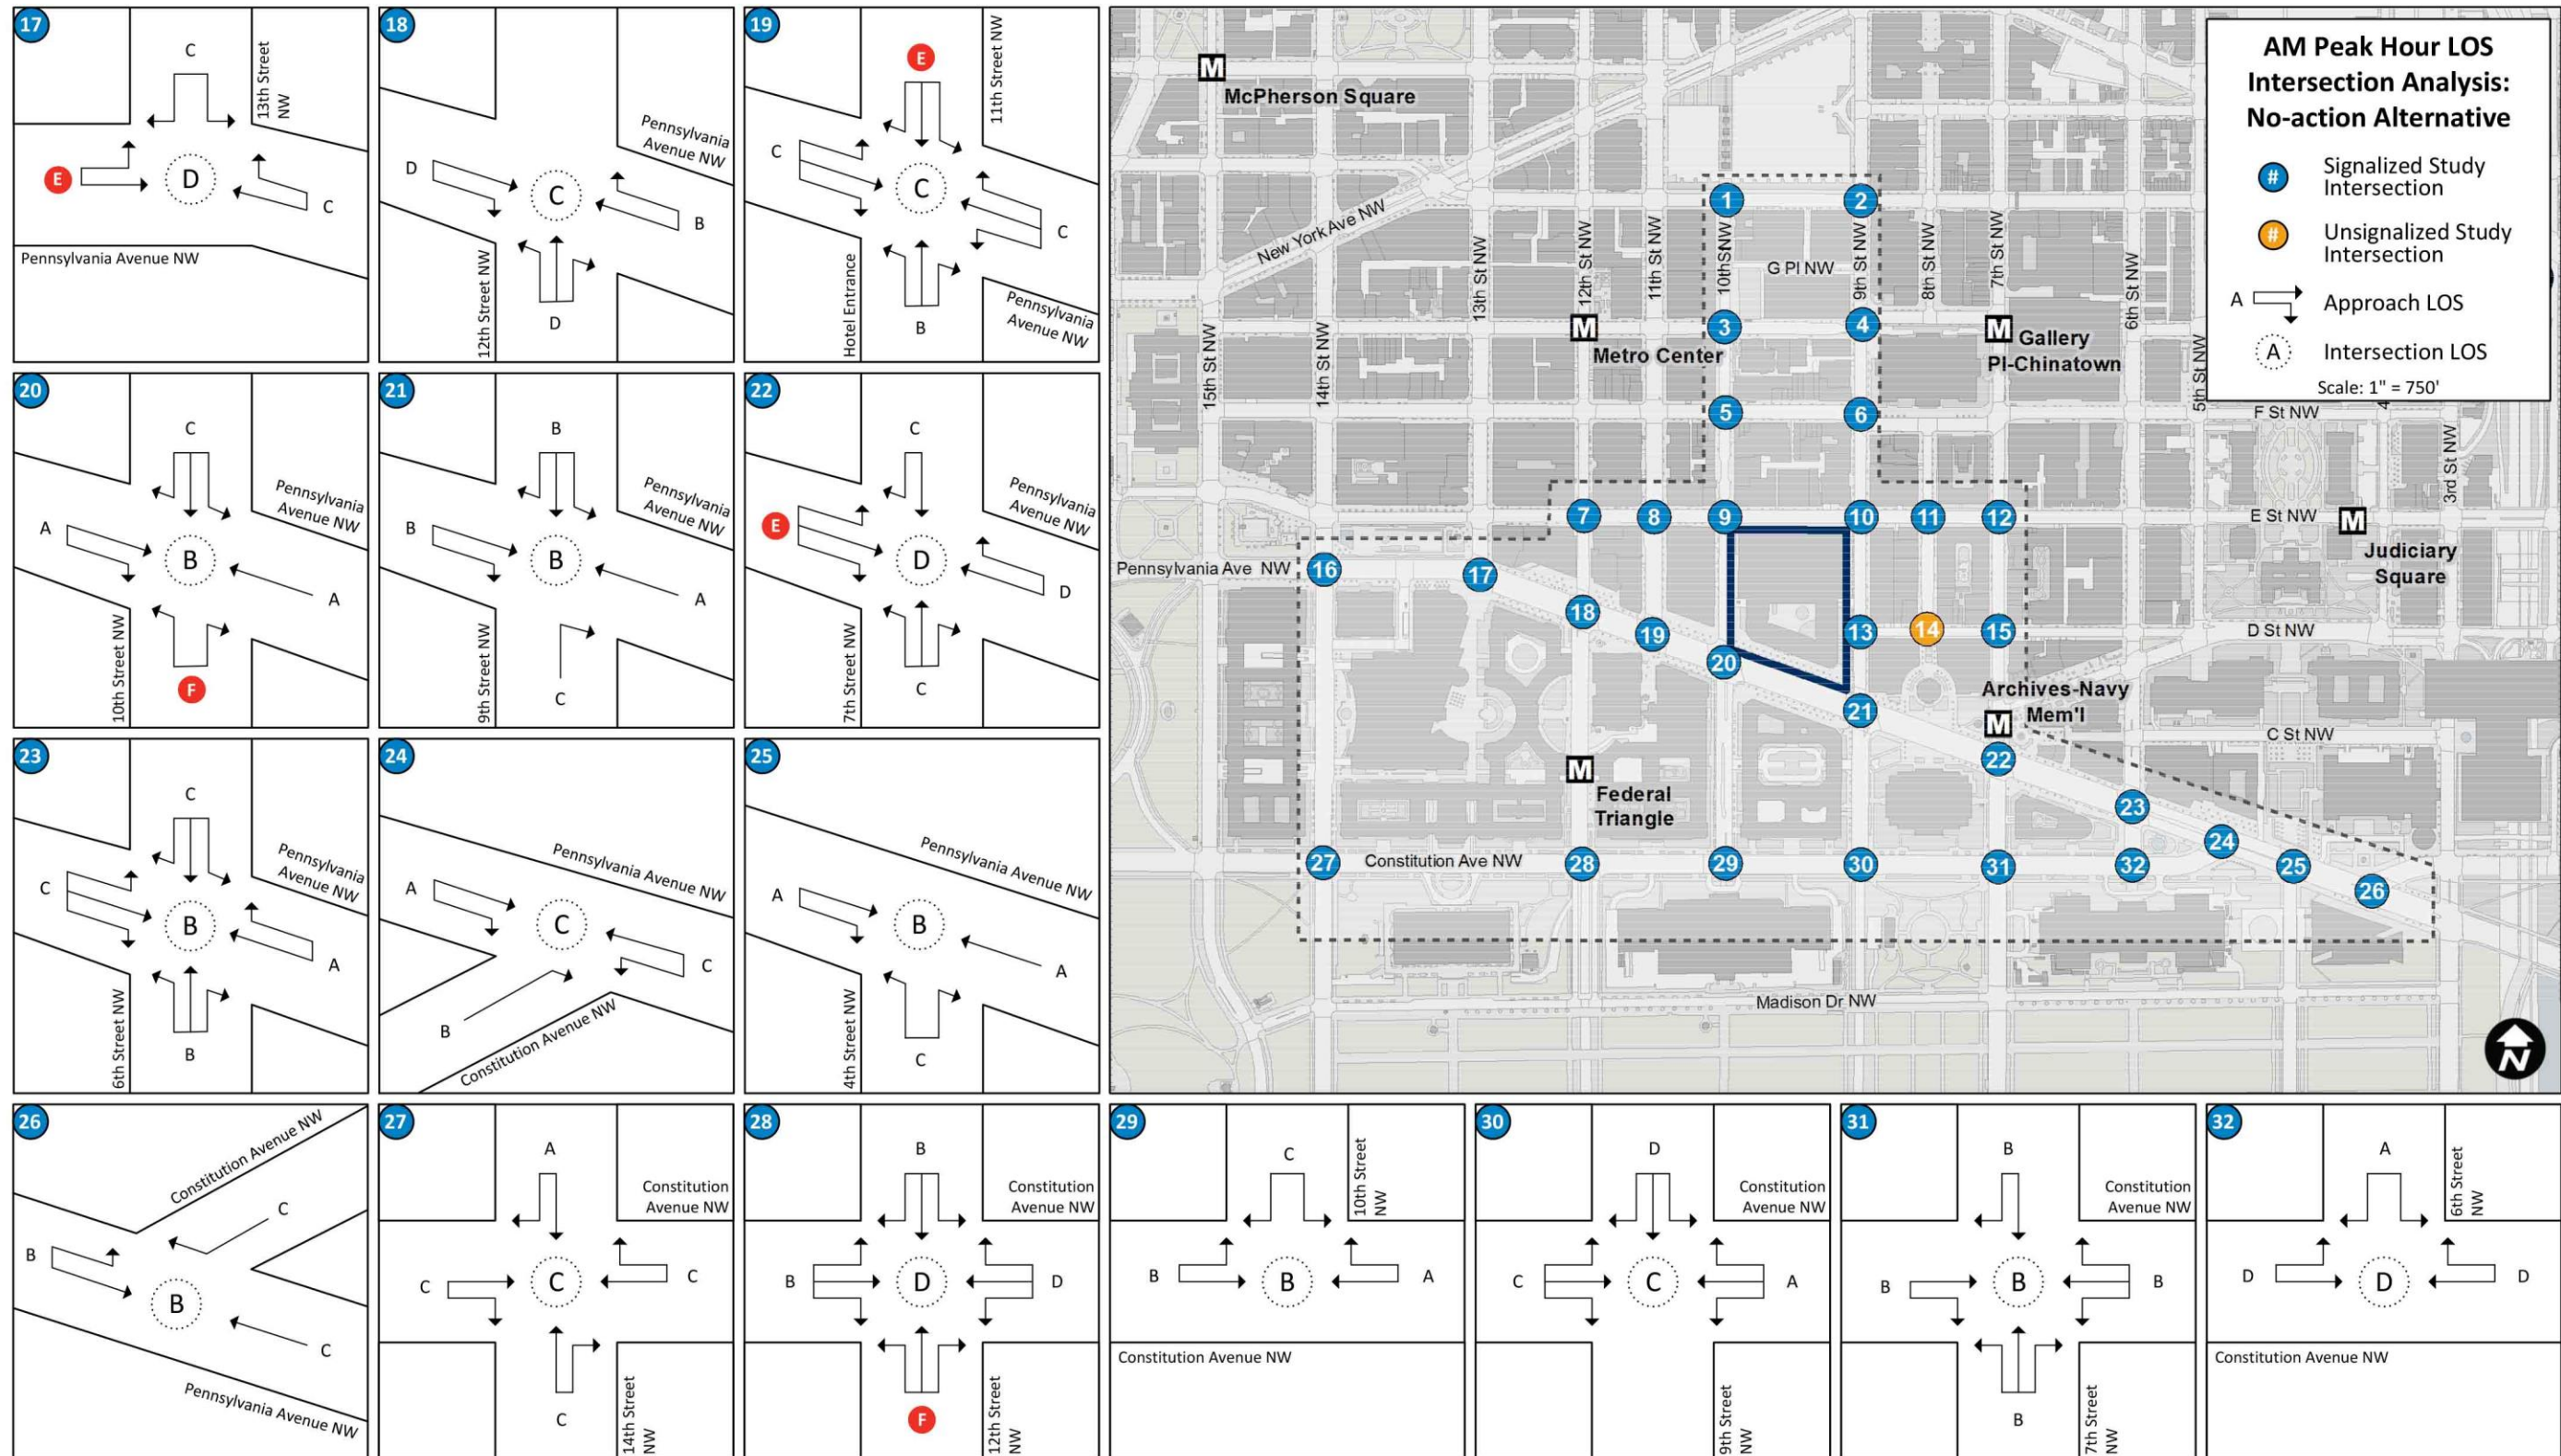 17
C
13th Street
NW
E
D
C
Pennsylvania Avenue NW
18
Pennsylvania
Avenue NW
D
C
B
12th Street NW
D
19
E
11th Street NW
C
C
C
Hotel Entrance
B
Pennsylvania
Avenue NW
20
C
Pennsylvania
Avenue NW
A
B
A
10th Street NW
F
21
B
Pennsylvania
Avenue NW
B
B
A
9th Street NW
C
22
C
Pennsylvania
Avenue NW
E
D
D
7th Street NW
C
23
C
Pennsylvania
Avenue NW
C
B
A
6th Street NW
B
24
Pennsylvania Avenue NW
A
C
C
B
Constitution Avenue NW
25
Pennsylvania Avenue NW
A
B
A
4th Street NW
C
26
Constitution Avenue NW
C
B
B
C
Pennsylvania Avenue NW
27
A
Constitution
Avenue NW
C
C
C
C
14th Street
NW
28
B
Constitution
Avenue NW
B
D
D
F
12th Street
NW
29
C
10th Street
NW
B
B
A
Constitution Avenue NW
30
D
Constitution
Avenue NW
C
C
A
9th Street
NW
31
B
Constitution
Avenue NW
B
B
B
B
7th Street
NW
32
A
6th Street
NW
D
D
D
Constitution Avenue NW
M
McPherson Square
New York Ave NW
1
2
10th St NW
9th St NW
G Pl NW
15th St NW
14th St NW
13th St NW
12th St NW
11th St NW
8th St NW
7th St NW
6th St NW
5th St NW
4
3rd St NW
M
Metro Center
3
4
M
Gallery
Pl-Chinatown
5
6
F St NW
7
8
9
10
11
12
E St NW
M
Judiciary
Square
Pennsylvania Ave NW
16
17
18
19
20
13
14
15
D St NW
21
Archives-Navy
Mem'l
M
22
C St NW
M
Federal
Triangle
23
24
25
26
27
Constitution Ave NW
28
29
30
31
32
Madison Dr NW
N
AM Peak Hour LOS
Intersection Analysis:
No-action Alternative
# Signalized Study
Intersection
# Unsignalized Study
Intersection
A Approach LOS
A Intersection LOS
Scale: 1" = 750'